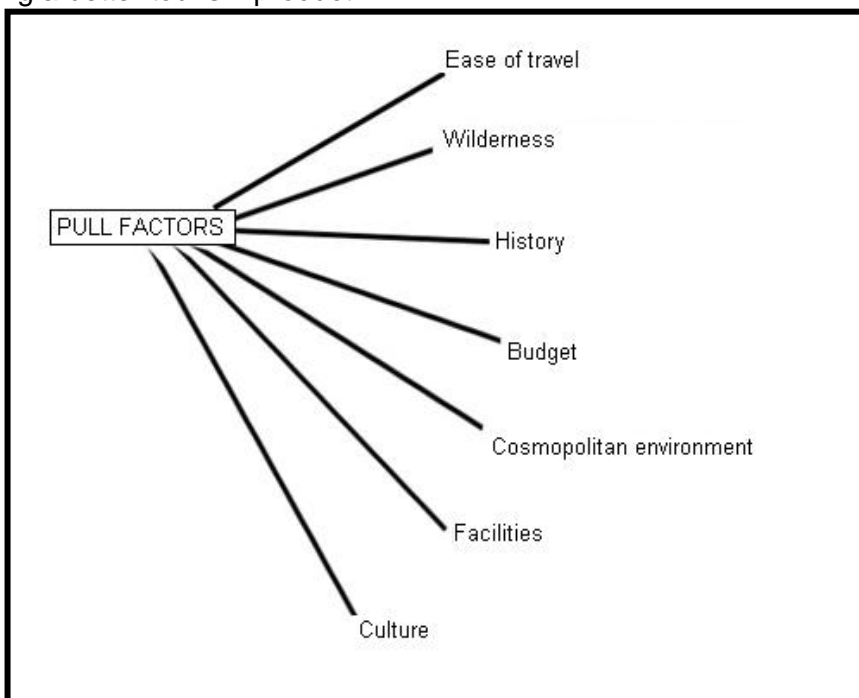 Ease of travel
Wilderness
PULL FACTORS
History
Budget
Cosmopolitan environment
Facilities
Culture